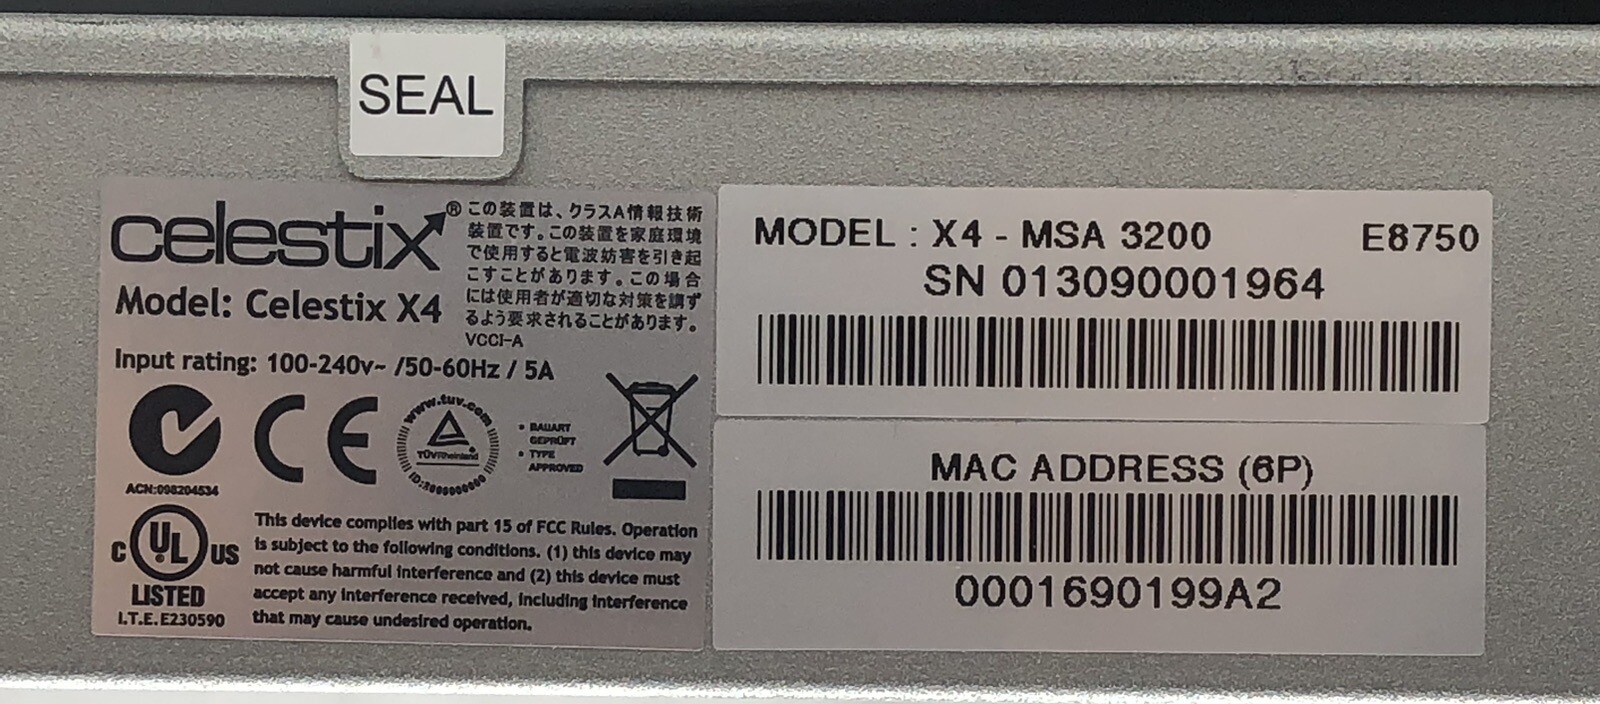 SEAL
celestix®
Model: Celestix X4
この装置は、クラスA情報技術
装置です。この装置を家庭環境
で使用すると電波妨害を引き起
こすことがあります。この場合
には使用者が適切な対策を講ず
るよう要求されることがあります。
VCCI-A
Input rating: 100-240v~ /50-60Hz / 5A
ACN:098204534
CE
www.tuv.com
TÜVRheinland
• BAUART
GEPRÜFT
• TYPE
APPROVED
C UL US
LISTED
I.T.E. E230590
This device complies with part 15 of FCC Rules. Operation
is subject to the following conditions. (1) this device may
not cause harmful interference and (2) this device must
accept any interference received, including interference
that may cause undesired operation.
MODEL : X4 - MSA 3200 E8750
SN 013090001964
MAC ADDRESS (6P)
0001690199A2